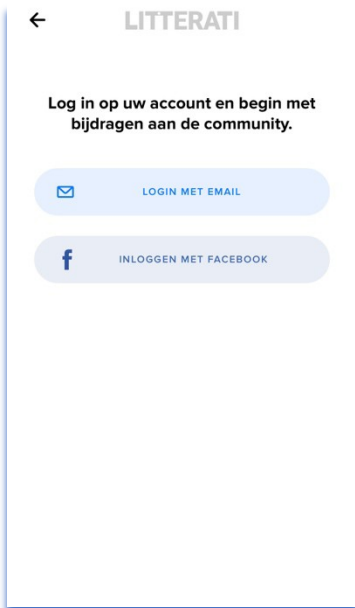 LITTERATI
Log in op uw account en begin met
bijdragen aan de community.
LOGIN MET EMAIL
INLOGGEN MET FACEBOOK